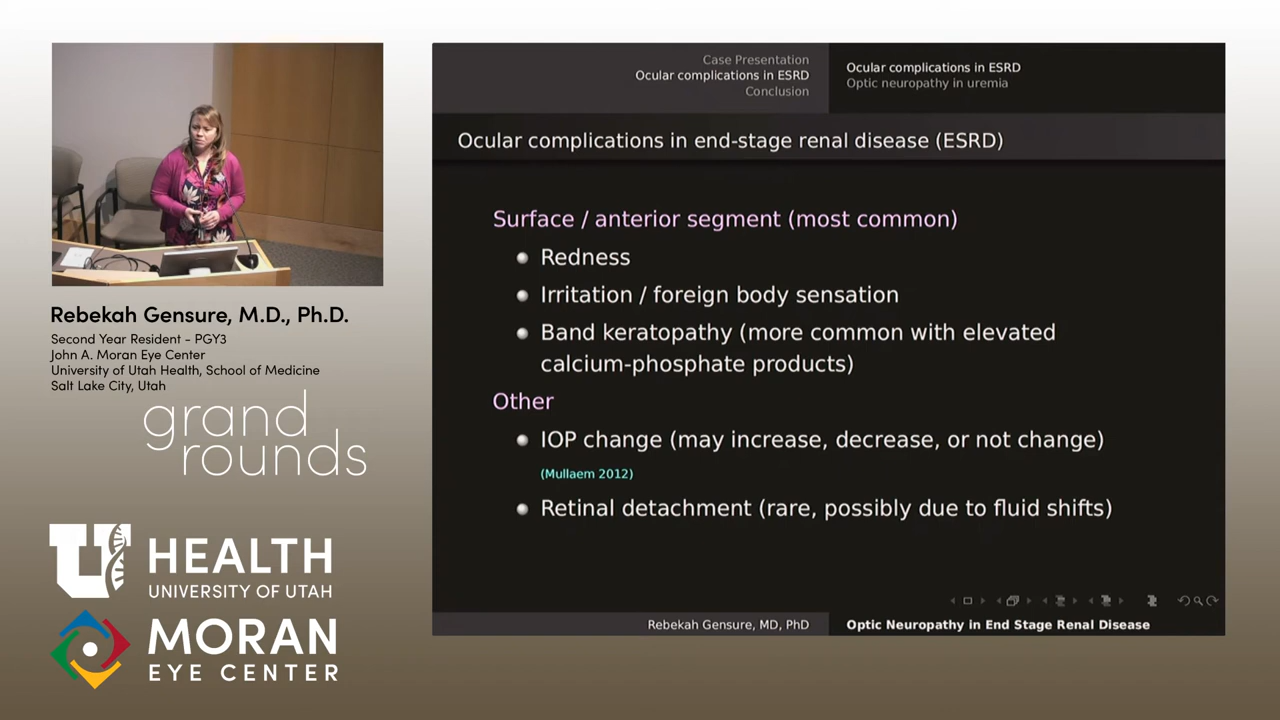 Rebekah Gensure, M.D., Ph.D.
Second Year Resident - PGY3
John A. Moran Eye Center
University of Utah Health, School of Medicine
Salt Lake City, Utah
grand
rounds
U
HEALTH
UNIVERSITY OF UTAH
MORAN
EYE CENTER
Case Presentation
Ocular complications in ESRD
Conclusion
Ocular complications in ESRD
Optic neuropathy in uremia
Ocular complications in end-stage renal disease (ESRD)
Surface / anterior segment (most common)
Redness
Irritation / foreign body sensation
Band keratopathy (more common with elevated
calcium-phosphate products)
Other
IOP change (may increase, decrease, or not change)
(Mullaem 2012)
Retinal detachment (rare, possibly due to fluid shifts)
Rebekah Gensure, MD, PhD
Optic Neuropathy in End Stage Renal Disease